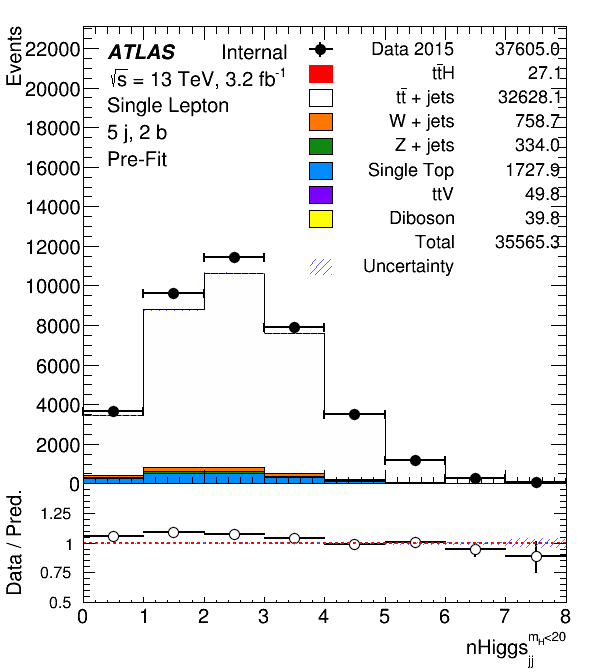 Events
22000
20000
18000
16000
14000
12000
10000
8000
6000
4000
2000
0
ATLAS Internal
√s = 13 TeV, 3.2 fb⁻¹
Single Lepton
5 j, 2 b
Pre-Fit
Data 2015 37605.0
tt̄H 27.1
tt̄ + jets 32628.1
W + jets 758.7
Z + jets 334.0
Single Top 1727.9
ttV 49.8
Diboson 39.8
Total 35565.3
Uncertainty
Data / Pred.
1.25
1
0.75
0.5
0 1 2 3 4 5 6 7 8
nHiggs_jj^{m_H<20}